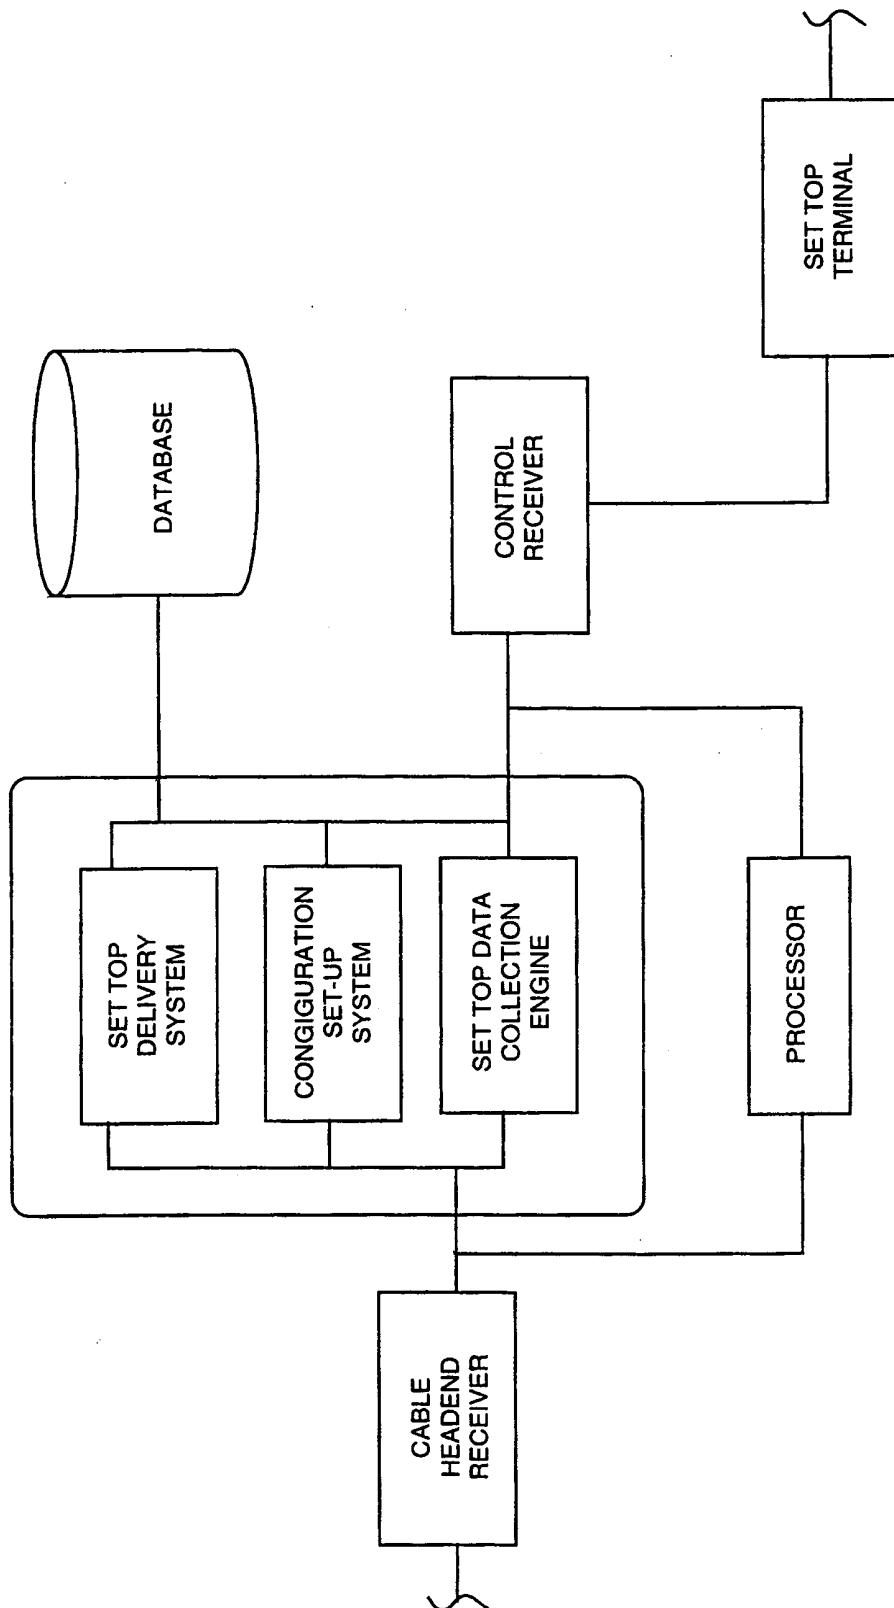 CABLE
HEADEND
RECEIVER
SET TOP
DELIVERY
SYSTEM
CONGIGURATION
SET-UP
SYSTEM
SET TOP DATA
COLLECTION
ENGINE
PROCESSOR
DATABASE
CONTROL
RECEIVER
SET TOP
TERMINAL